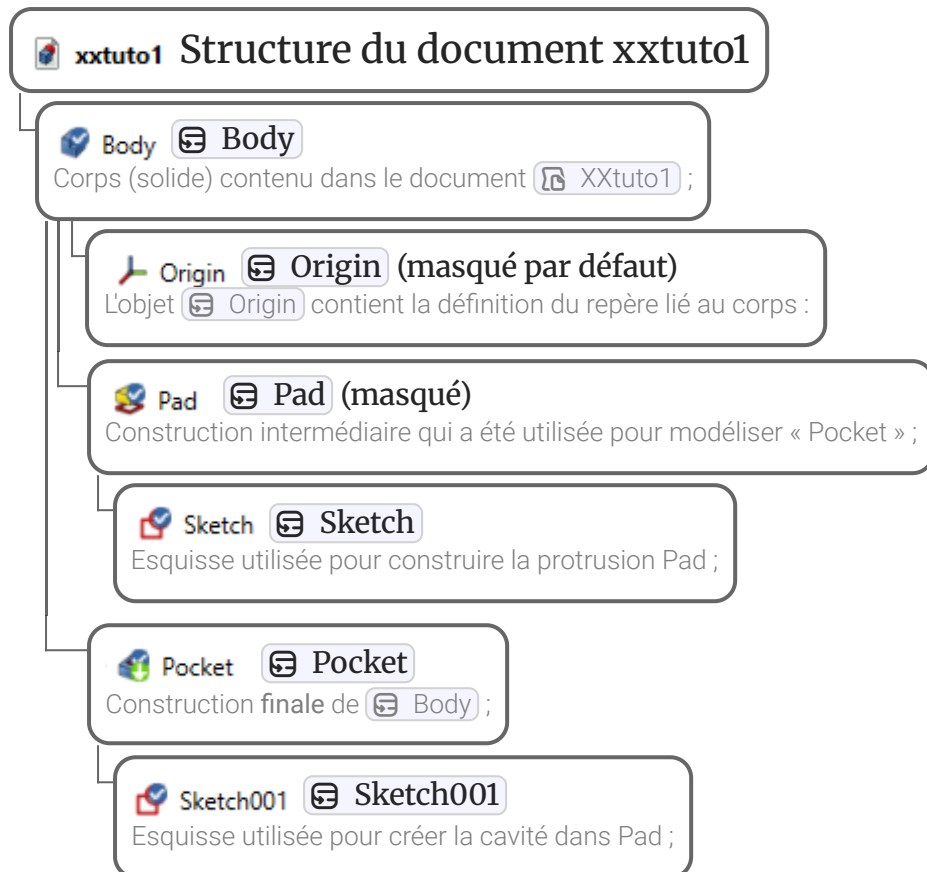 xxtuto1 Structure du document xxtuto1
Body Body
Corps (solide) contenu dans le document XXtuto1 ;
Origin Origin (masqué par défaut)
L'objet Origin contient la définition du repère lié au corps :
Pad Pad (masqué)
Construction intermédiaire qui a été utilisée pour modéliser « Pocket » ;
Sketch Sketch
Esquisse utilisée pour construire la protrusion Pad ;
Pocket Pocket
Construction finale de Body ;
Sketch001 Sketch001
Esquisse utilisée pour créer la cavité dans Pad ;